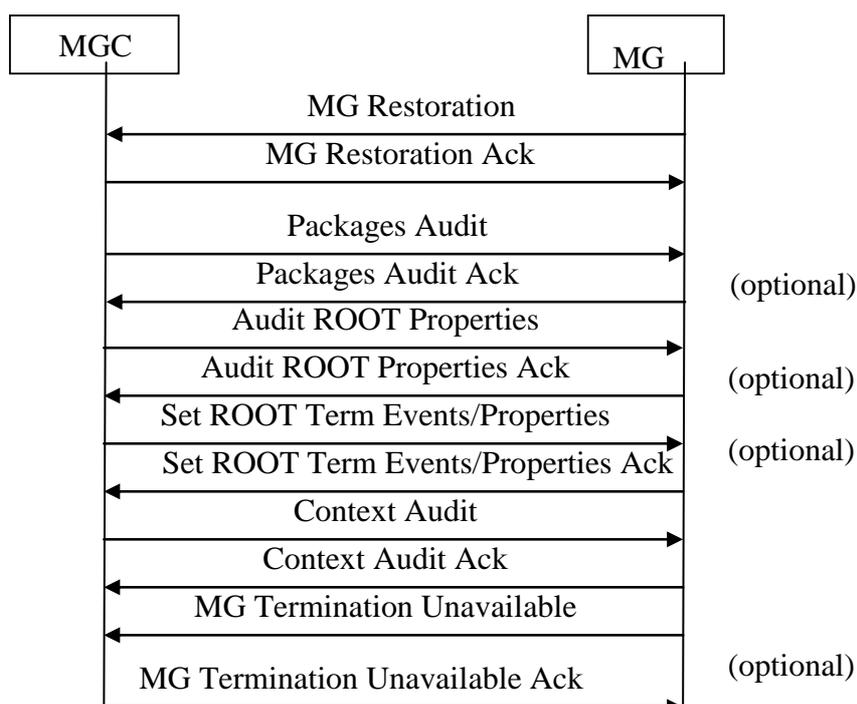 MGC
MG
MG Restoration
MG Restoration Ack
Packages Audit
Packages Audit Ack
(optional)
Audit ROOT Properties
Audit ROOT Properties Ack
(optional)
Set ROOT Term Events/Properties
(optional)
Set ROOT Term Events/Properties Ack
Context Audit
Context Audit Ack
MG Termination Unavailable
(optional)
MG Termination Unavailable Ack